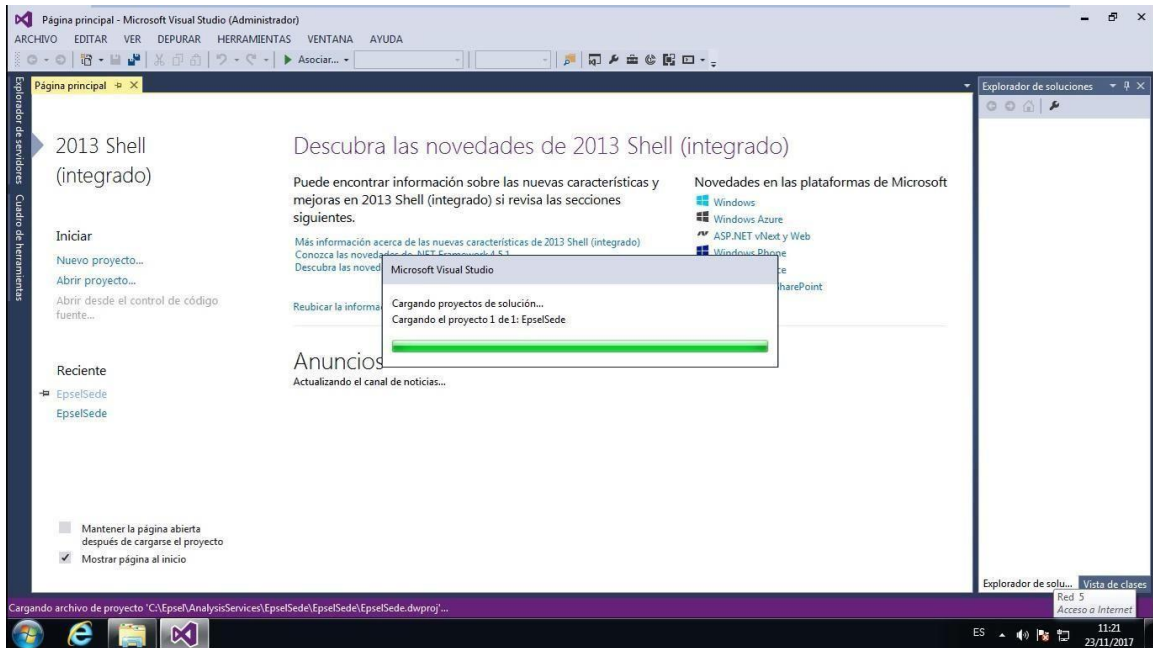 Página principal - Microsoft Visual Studio (Administrador)
ARCHIVO EDITAR VER DEPURAR HERRAMIENTAS VENTANA AYUDA
Asociar...
Explorador de servidores
Cuadro de herramientas
Página principal
2013 Shell
(integrado)
Iniciar
Nuevo proyecto...
Abrir proyecto...
Abrir desde el control de código
fuente...
Reciente
EpselSede
EpselSede
Mantener la página abierta
después de cargarse el proyecto
Mostrar página al inicio
Descubra las novedades de 2013 Shell (integrado)
Puede encontrar información sobre las nuevas características y
mejoras en 2013 Shell (integrado) si revisa las secciones
siguientes.
Más información acerca de las nuevas características de 2013 Shell (integrado)
Conozca las novedades de .NET Framework 4.5.1
Descubra las noved
Reubicar la informa
Novedades en las plataformas de Microsoft
Windows
Windows Azure
ASP.NET vNext y Web
Windows Phone
ce
harePoint
Microsoft Visual Studio
Cargando proyectos de solución...
Cargando el proyecto 1 de 1: EpselSede
Anuncios
Actualizando el canal de noticias...
Explorador de soluciones
Explorador de solu... Vista de clases
Cargando archivo de proyecto 'C:\Epsel\AnalysisServices\EpselSede\EpselSede\EpselSede.dwproj'...
Red 5
Acceso a Internet
ES
11:21
23/11/2017